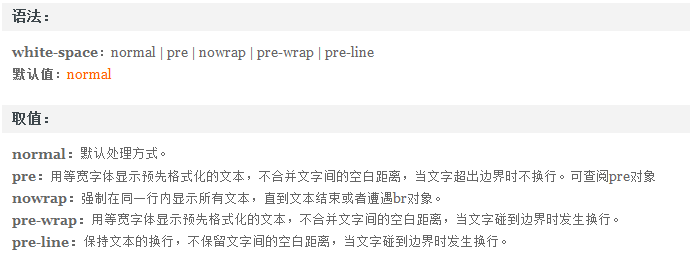 语法：
white-space：normal | pre | nowrap | pre-wrap | pre-line
默认值：normal
取值：
normal：默认处理方式。
pre：用等宽字体显示预先格式化的文本，不合并文字间的空白距离，当文字超出边界时不换行。可查阅pre对象
nowrap：强制在同一行内显示所有文本，直到文本结束或者遭遇br对象。
pre-wrap：用等宽字体显示预先格式化的文本，不合并文字间的空白距离，当文字碰到边界时发生换行。
pre-line：保持文本的换行，不保留文字间的空白距离，当文字碰到边界时发生换行。